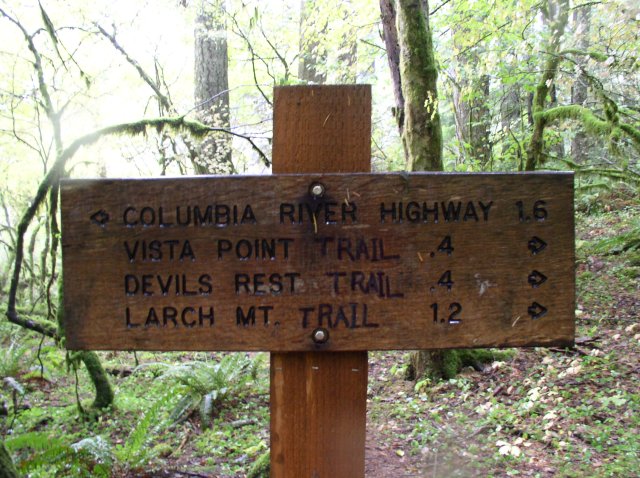 COLUMBIA RIVER HIGHWAY 1.6
VISTA POINT TRAIL .4
DEVILS REST TRAIL .4
LARCH MT. TRAIL 1.2